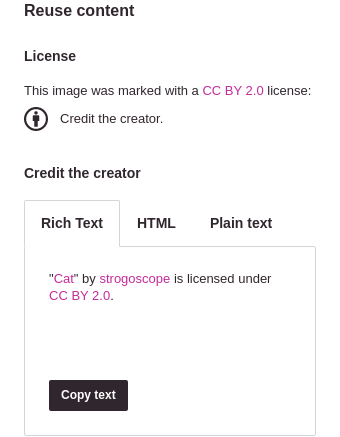 Reuse content
License
This image was marked with a CC BY 2.0 license:
Credit the creator.
Credit the creator
Rich Text HTML Plain text
"Cat" by strogoscope is licensed under
CC BY 2.0.
Copy text